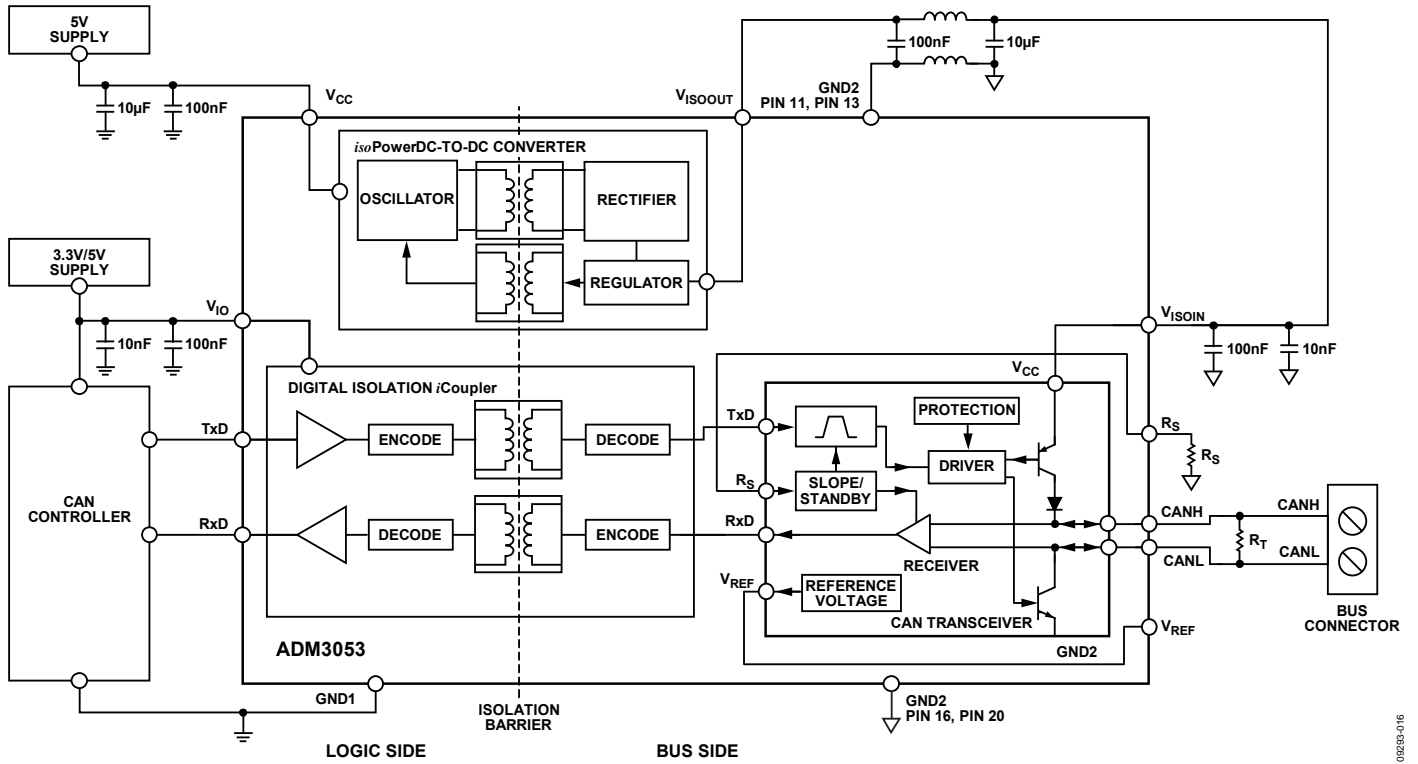 5V
SUPPLY
10µF
100nF
VCC
VISOOUT
GND2
PIN 11, PIN 13
100nF
10µF
isoPowerDC-TO-DC CONVERTER
OSCILLATOR
RECTIFIER
REGULATOR
3.3V/5V
SUPPLY
VIO
10nF
100nF
VISOIN
100nF
10nF
DIGITAL ISOLATION iCoupler
VCC
TxD
ENCODE
DECODE
TxD
PROTECTION
DRIVER
RS
SLOPE/
STANDBY
RS
RS
CAN
CONTROLLER
RxD
DECODE
ENCODE
RxD
RECEIVER
CANH
CANH
RT
CANL
CANL
VREF
REFERENCE
VOLTAGE
CAN TRANSCEIVER
BUS
CONNECTOR
VREF
ADM3053
GND2
GND1
ISOLATION
BARRIER
GND2
PIN 16, PIN 20
LOGIC SIDE
BUS SIDE
09293-016